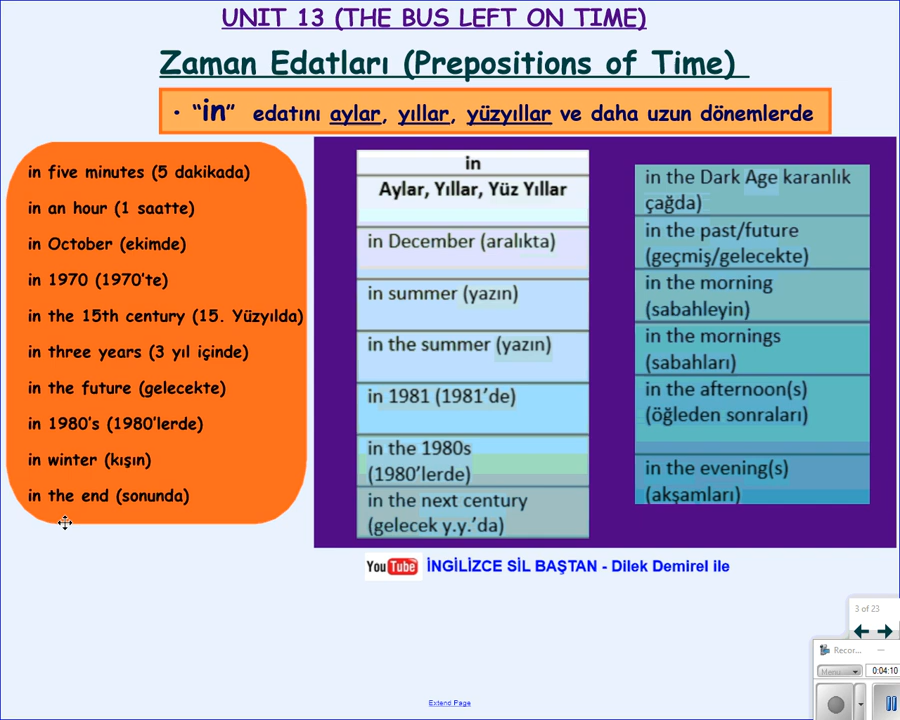 UNIT 13 (THE BUS LEFT ON TIME)
Zaman Edatları (Prepositions of Time)
• “in” edatını aylar, yıllar, yüzyıllar ve daha uzun dönemlerde
in five minutes (5 dakikada)
in an hour (1 saatte)
in October (ekimde)
in 1970 (1970’te)
in the 15th century (15. Yüzyılda)
in three years (3 yıl içinde)
in the future (gelecekte)
in 1980’s (1980’lerde)
in winter (kışın)
in the end (sonunda)
in
Aylar, Yıllar, Yüz Yıllar
in December (aralıkta)
in summer (yazın)
in the summer (yazın)
in 1981 (1981’de)
in the 1980s
(1980’lerde)
in the next century
(gelecek y.y.’da)
in the Dark Age karanlık
çağda)
in the past/future
(geçmiş/gelecekte)
in the morning
(sabahleyin)
in the mornings
(sabahları)
in the afternoon(s)
(öğleden sonraları)
in the evening(s)
(akşamları)
YouTube İNGİLİZCE SİL BAŞTAN - Dilek Demirel ile
3 of 23
Recor...
Menu
0:04:10
Extend Page